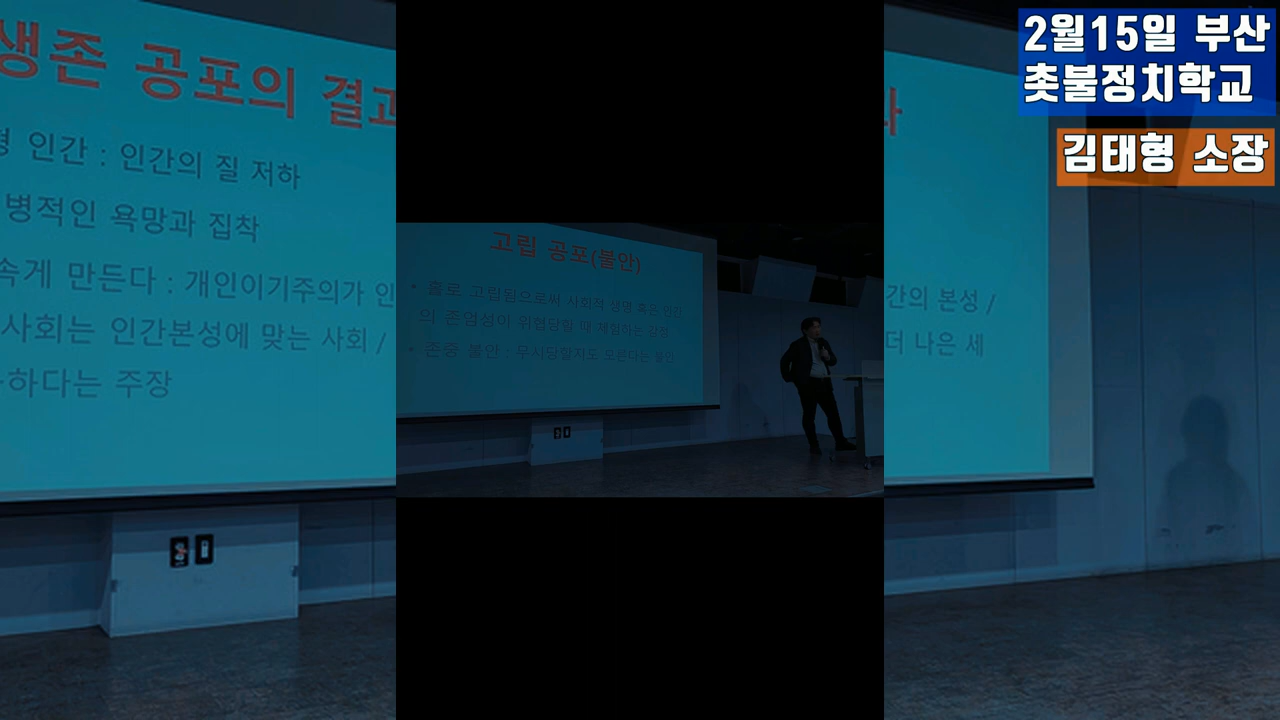 2월15일 부산
촛불정치학교
김태형 소장
생존 공포의 결과
형 인간 : 인간의 질 저하
병적인 욕망과 집착
속게 만든다 : 개인이기주의가 인
사회는 인간본성에 맞는 사회 /
하다는 주장
고립 공포(불안)
• 홀로 고립됨으로써 사회적 생명 혹은 인간
의 존엄성이 위협당할 때 체험하는 감정
• 존중 불안 : 무시당할지도 모른다는 불안
간의 본성 /
더 나은 세